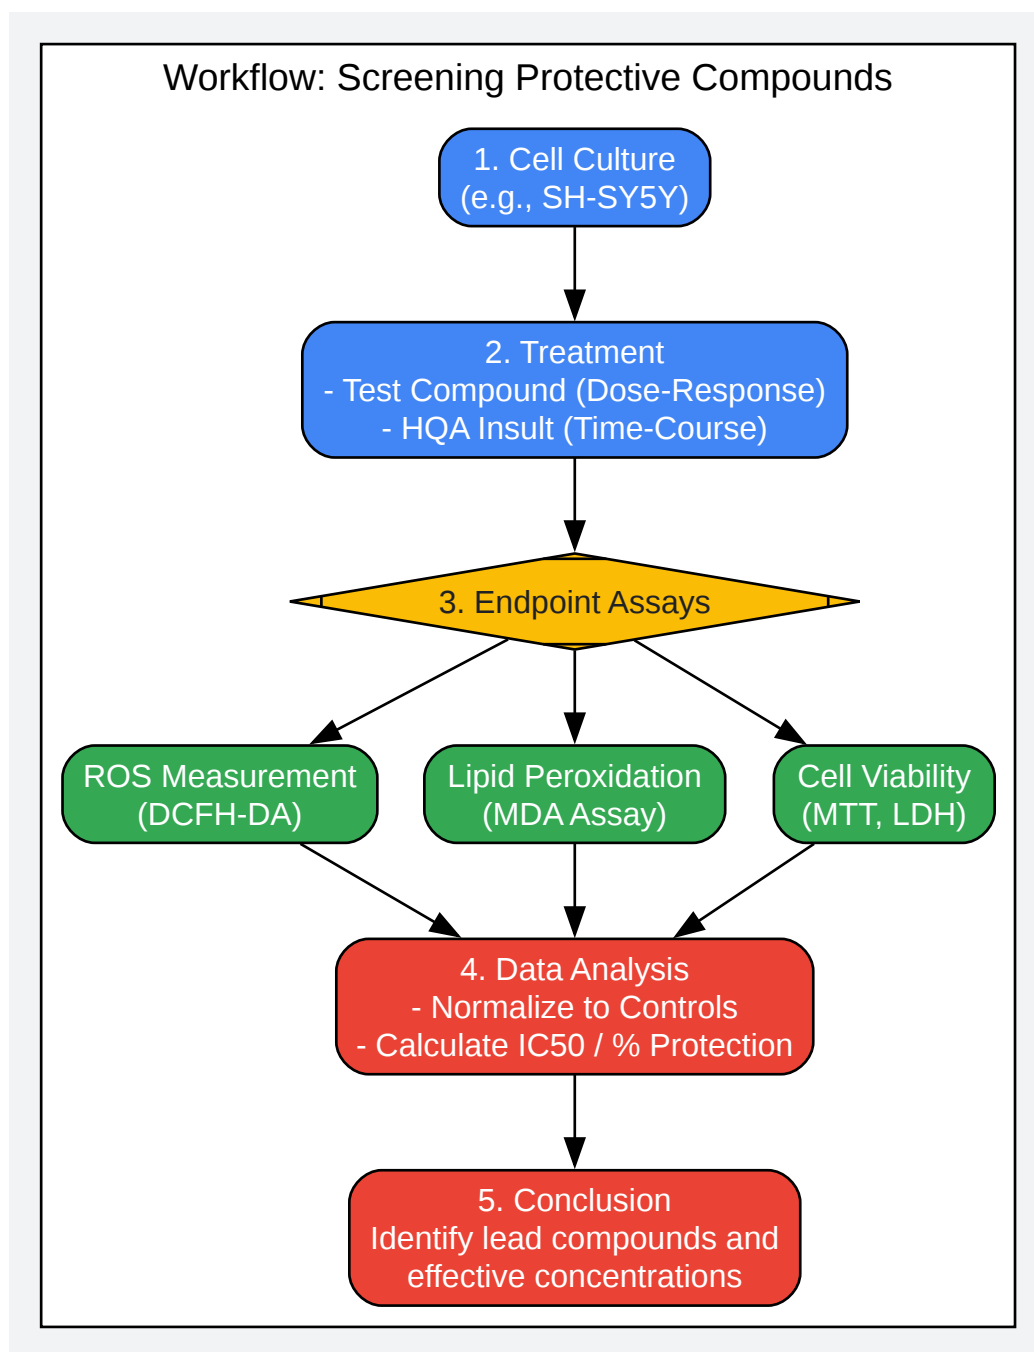 Workflow: Screening Protective Compounds
1. Cell Culture
(e.g., SH-SY5Y)
2. Treatment
- Test Compound (Dose-Response)
- HQA Insult (Time-Course)
3. Endpoint Assays
ROS Measurement
(DCFH-DA)
Lipid Peroxidation
(MDA Assay)
Cell Viability
(MTT, LDH)
4. Data Analysis
- Normalize to Controls
- Calculate IC50 / % Protection
5. Conclusion
Identify lead compounds and
effective concentrations